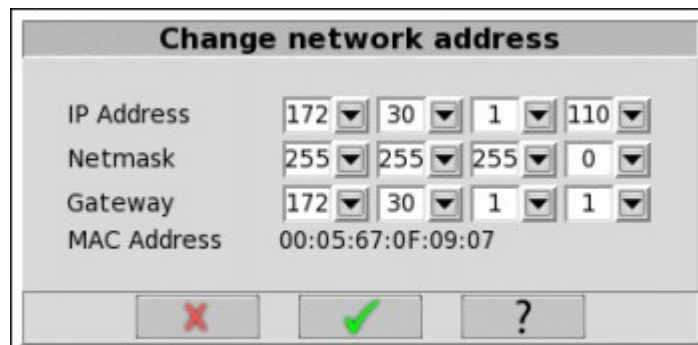 Change network address
IP Address 172 30 1 110
Netmask 255 255 255 0
Gateway 172 30 1 1
MAC Address 00:05:67:0F:09:07
?